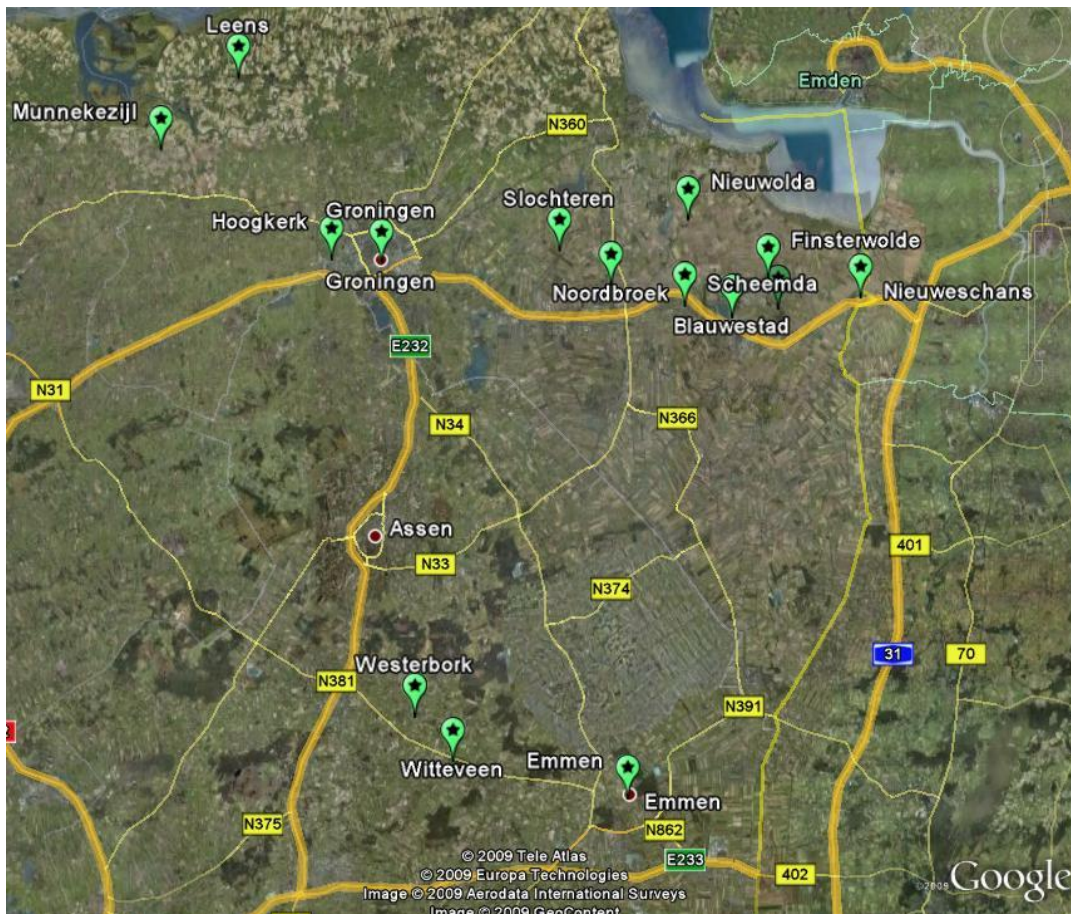 Leens
Emden
Munnekezijl
N360
Nieuwolda
Slochteren
Groningen
Hoogkerk
Finsterwolde
Groningen
Noordbroek
Scheemda
Nieuweschans
Blauwestad
E232
N31
N34
N366
Assen
401
N33
N374
31
70
Westerbork
N381
N391
2
Witteveen
Emmen
Emmen
N375
N862
© 2009 Tele Atlas
E233
402
© 2009 Europa Technologies
Image © 2009 Aerodata International Surveys
©2009 Google
Image © 2009 GeoContent